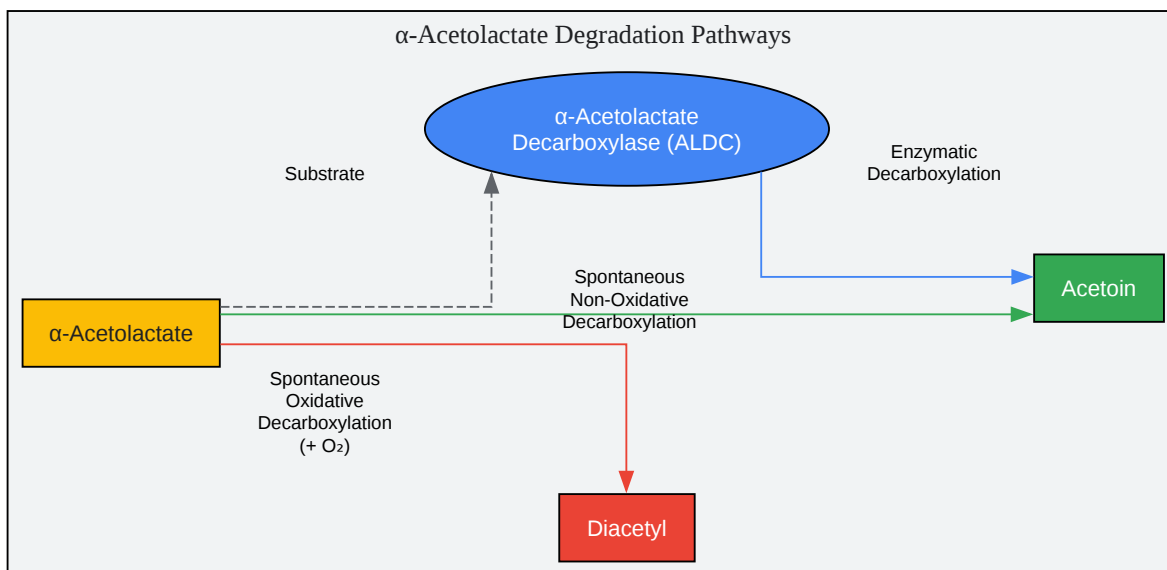 α-Acetolactate Degradation Pathways
α-Acetolactate
Decarboxylase (ALDC)
Substrate
Enzymatic
Decarboxylation
Spontaneous
Non-Oxidative
Decarboxylation
Acetoin
α-Acetolactate
Spontaneous
Oxidative
Decarboxylation
(+ O₂)
Diacetyl